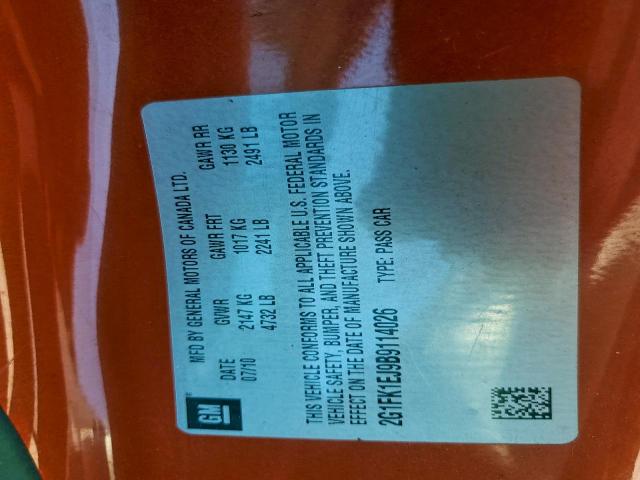 GM®
MFD BY GENERAL MOTORS OF CANADA LTD.
DATE GVWR GAWR FRT GAWR RR
07/10 2147 KG 1017 KG 1130 KG
4732 LB 2241 LB 2491 LB
THIS VEHICLE CONFORMS TO ALL APPLICABLE U.S. FEDERAL MOTOR
VEHICLE SAFETY, BUMPER, AND THEFT PREVENTION STANDARDS IN
EFFECT ON THE DATE OF MANUFACTURE SHOWN ABOVE.
2G1FK1EJ9B9114026 TYPE: PASS CAR